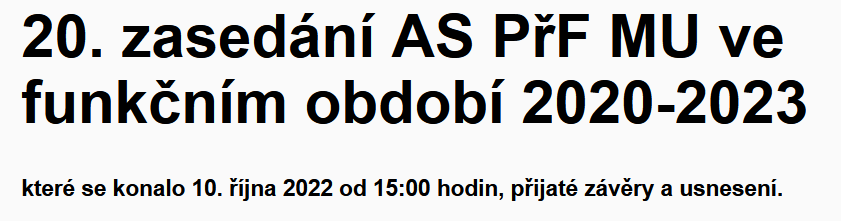 20. zasedání AS PřF MU ve
funkčním období 2020-2023
které se konalo 10. října 2022 od 15:00 hodin, přijaté závěry a usnesení.